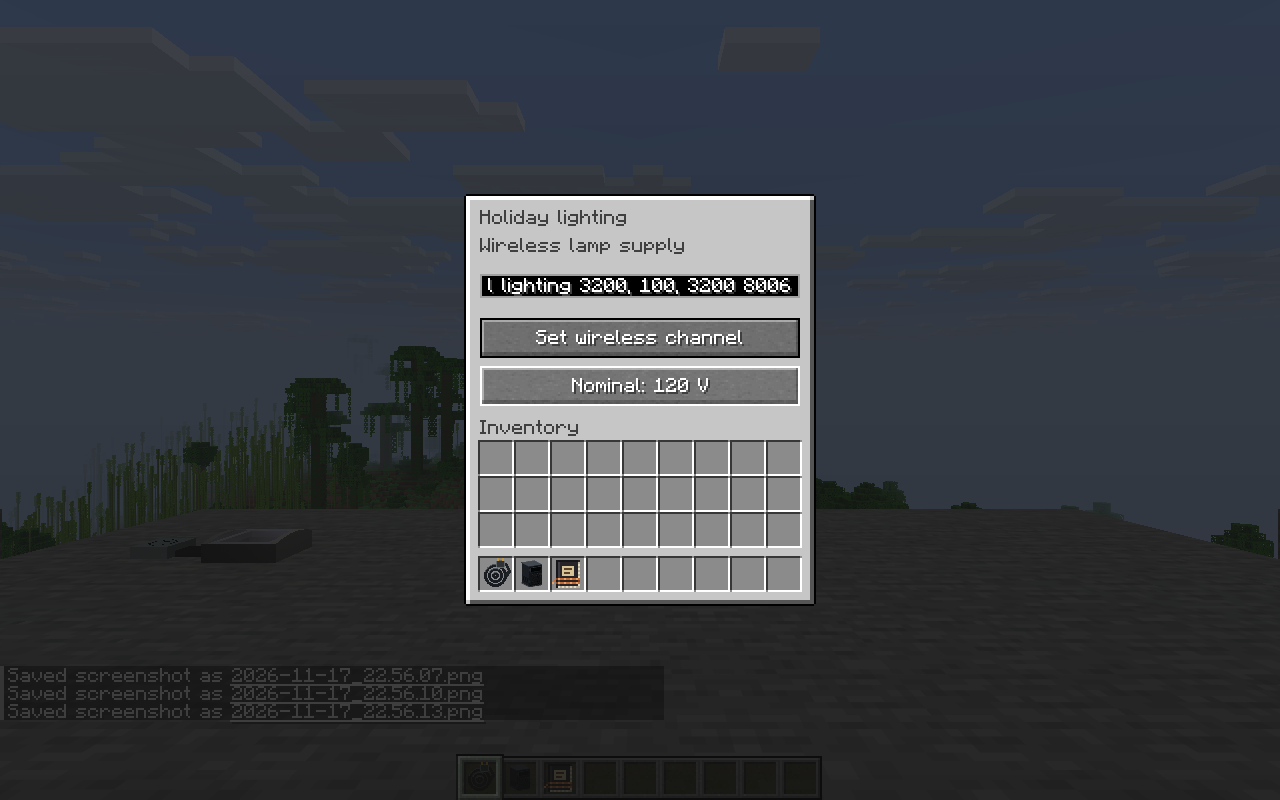 Holiday lighting
Wireless lamp supply
l lighting 3200, 100, 3200 8006
Set wireless channel
Nominal: 120 V
Inventory
Saved screenshot as 2026-11-17_22.56.07.png
Saved screenshot as 2026-11-17_22.56.10.png
Saved screenshot as 2026-11-17_22.56.13.png